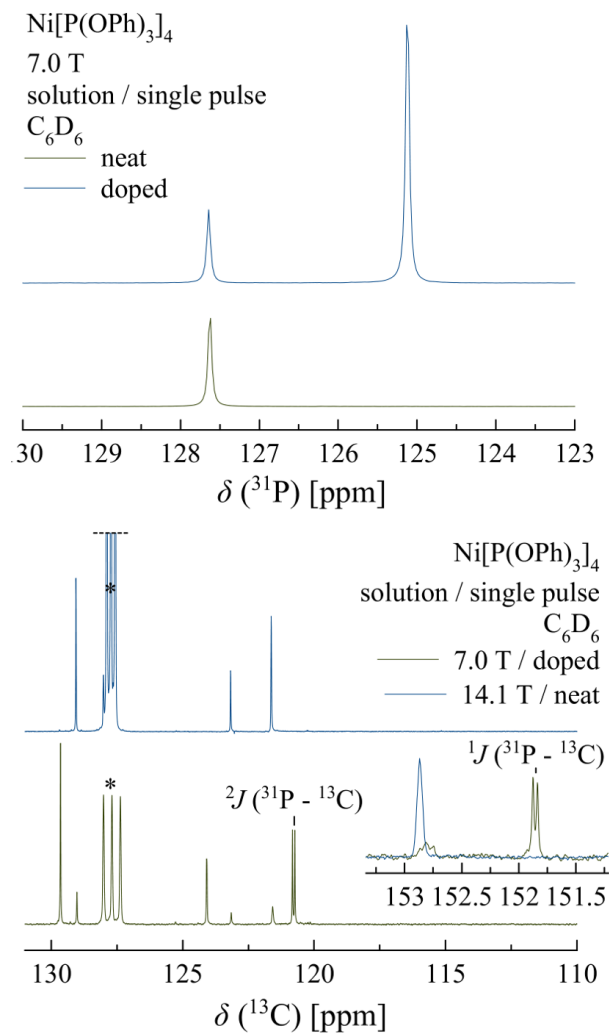 Ni[P(OPh)₃]₄
7.0 T
solution / single pulse
C₆D₆
neat
doped
.30 129 128 127 126 125 124 123
δ (³¹P) [ppm]
Ni[P(OPh)₃]₄
solution / single pulse
C₆D₆
7.0 T / doped
14.1 T / neat
*
¹J (³¹P - ¹³C)
*
²J (³¹P - ¹³C)
153 152.5 152 151.5
130 125 120 115 110
δ (¹³C) [ppm]